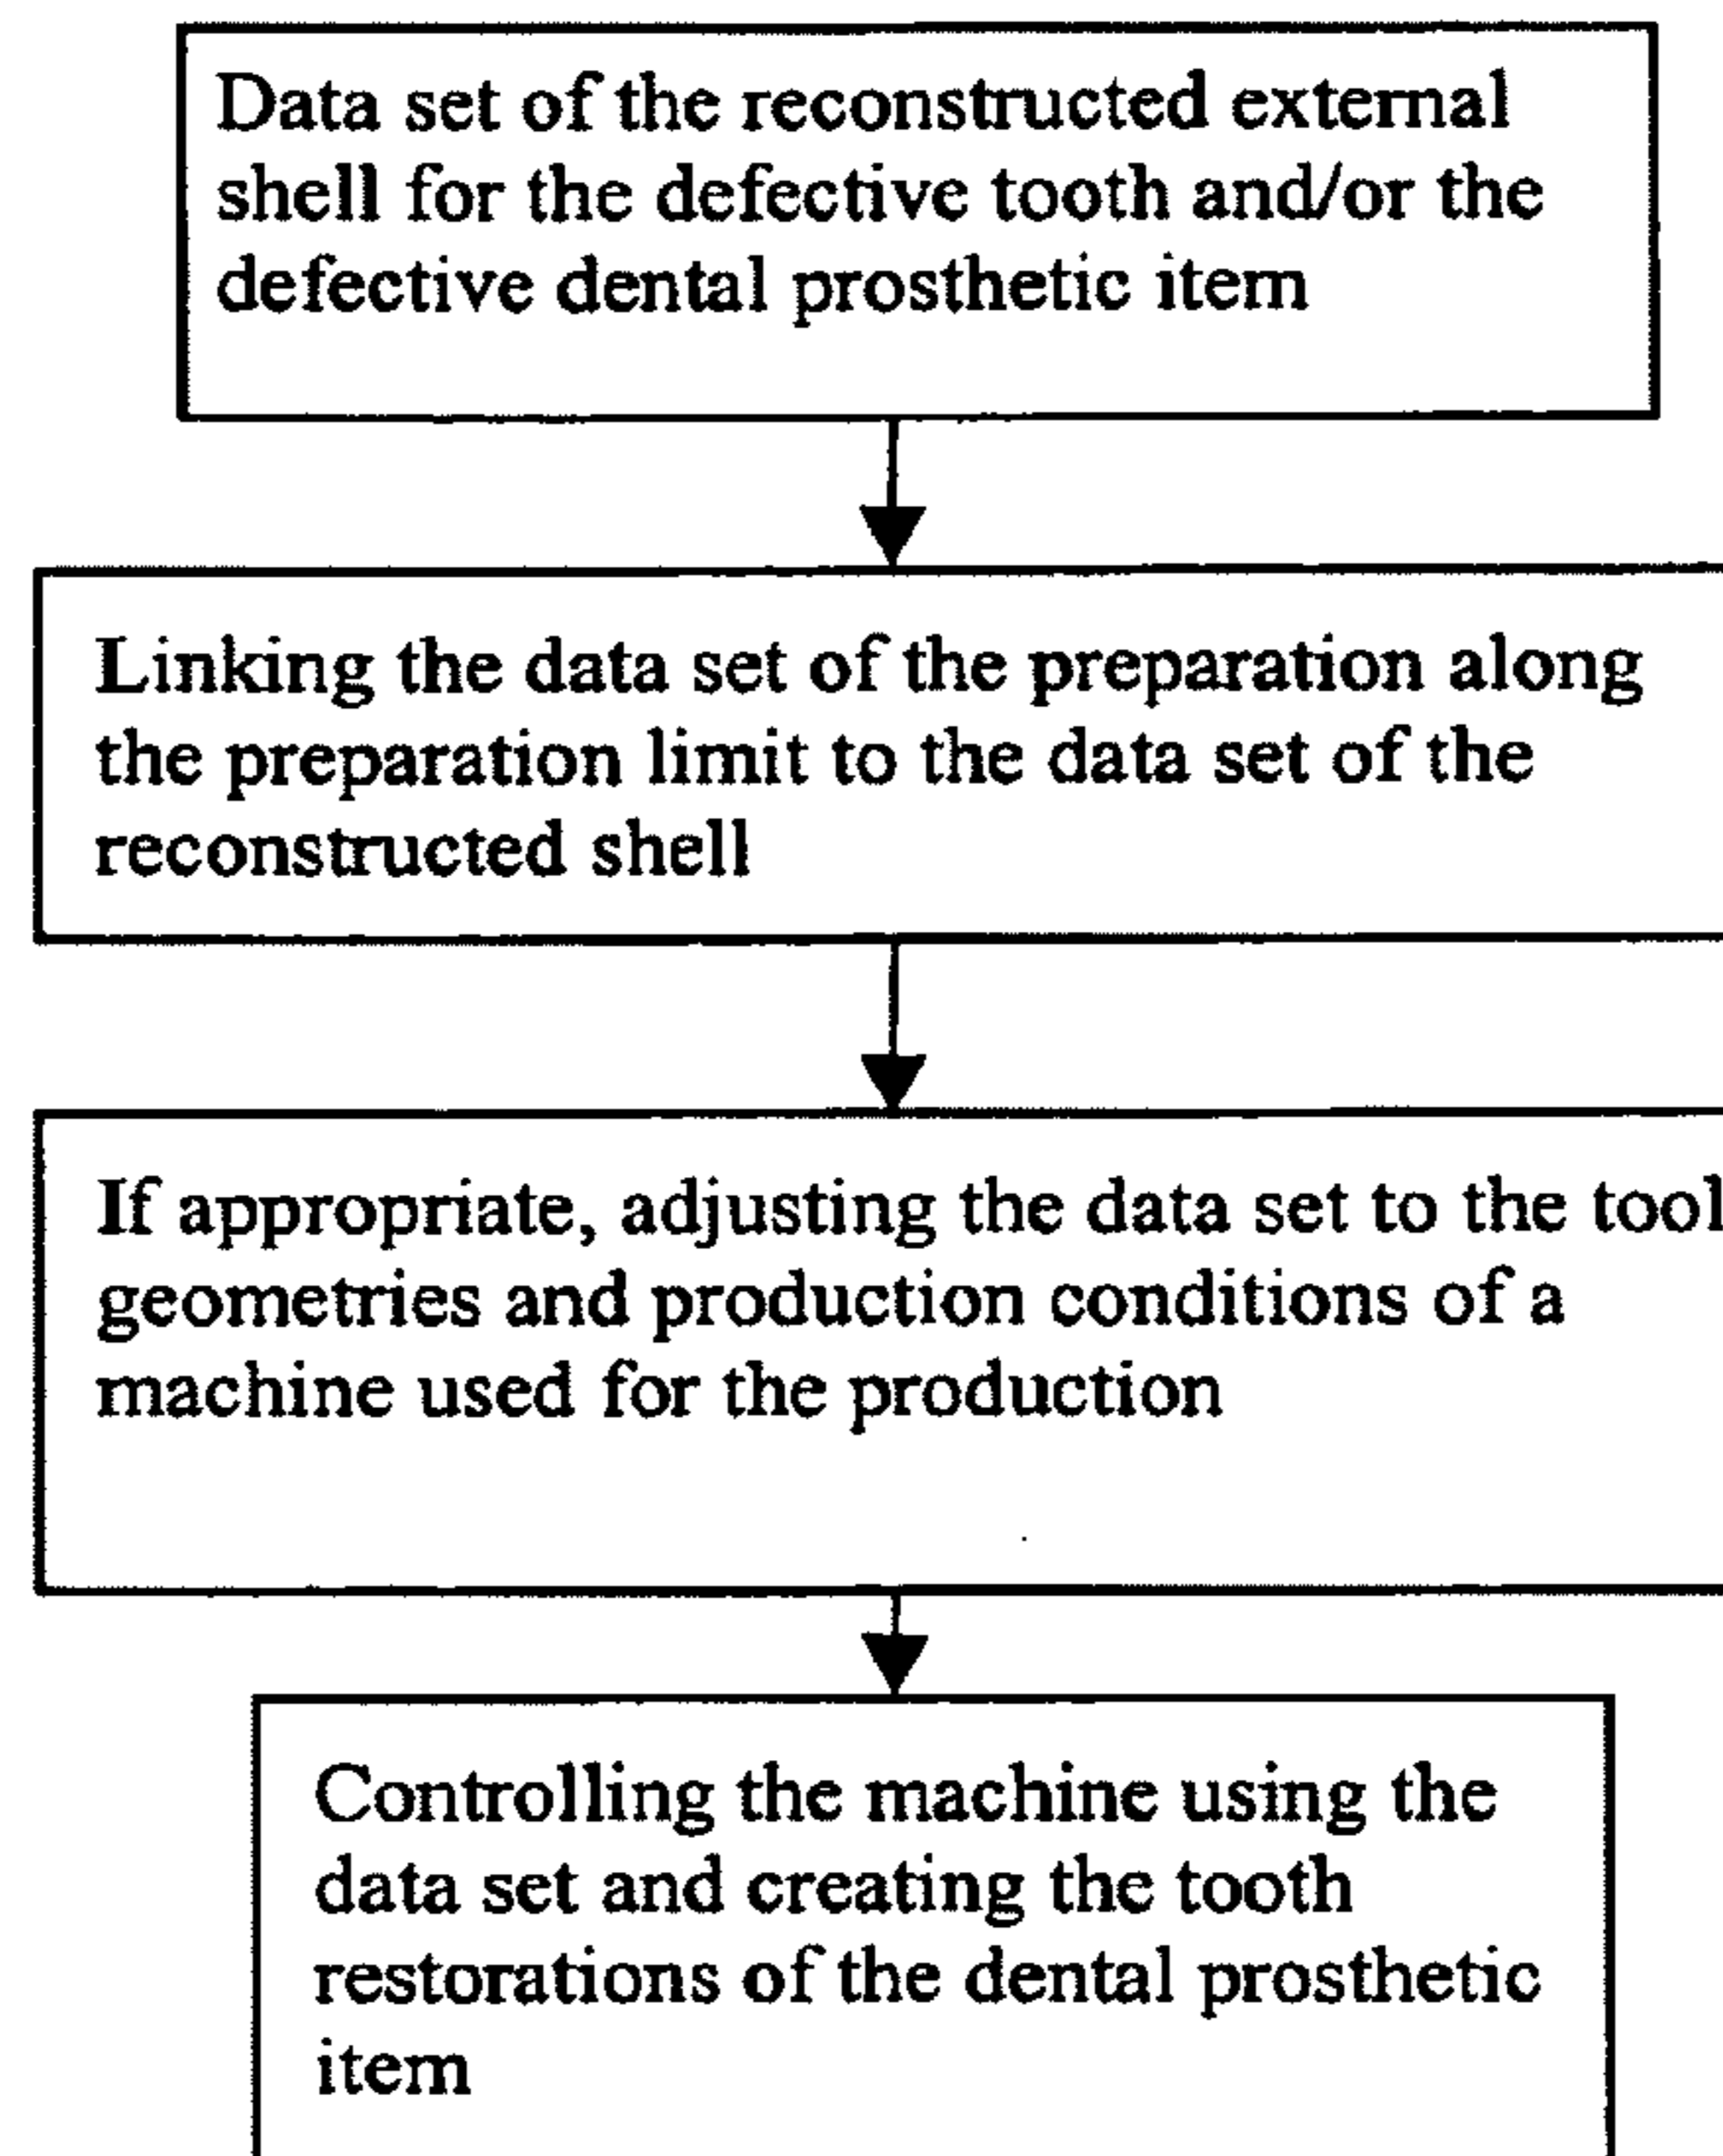 Data set of the reconstructed external
shell for the defective tooth and/or the
defective dental prosthetic item
Linking the data set of the preparation along
the preparation limit to the data set of the
reconstructed shell
If appropriate, adjusting the data set to the tool
geometries and production conditions of a
machine used for the production
Controlling the machine using the
data set and creating the tooth
restorations of the dental prosthetic
item